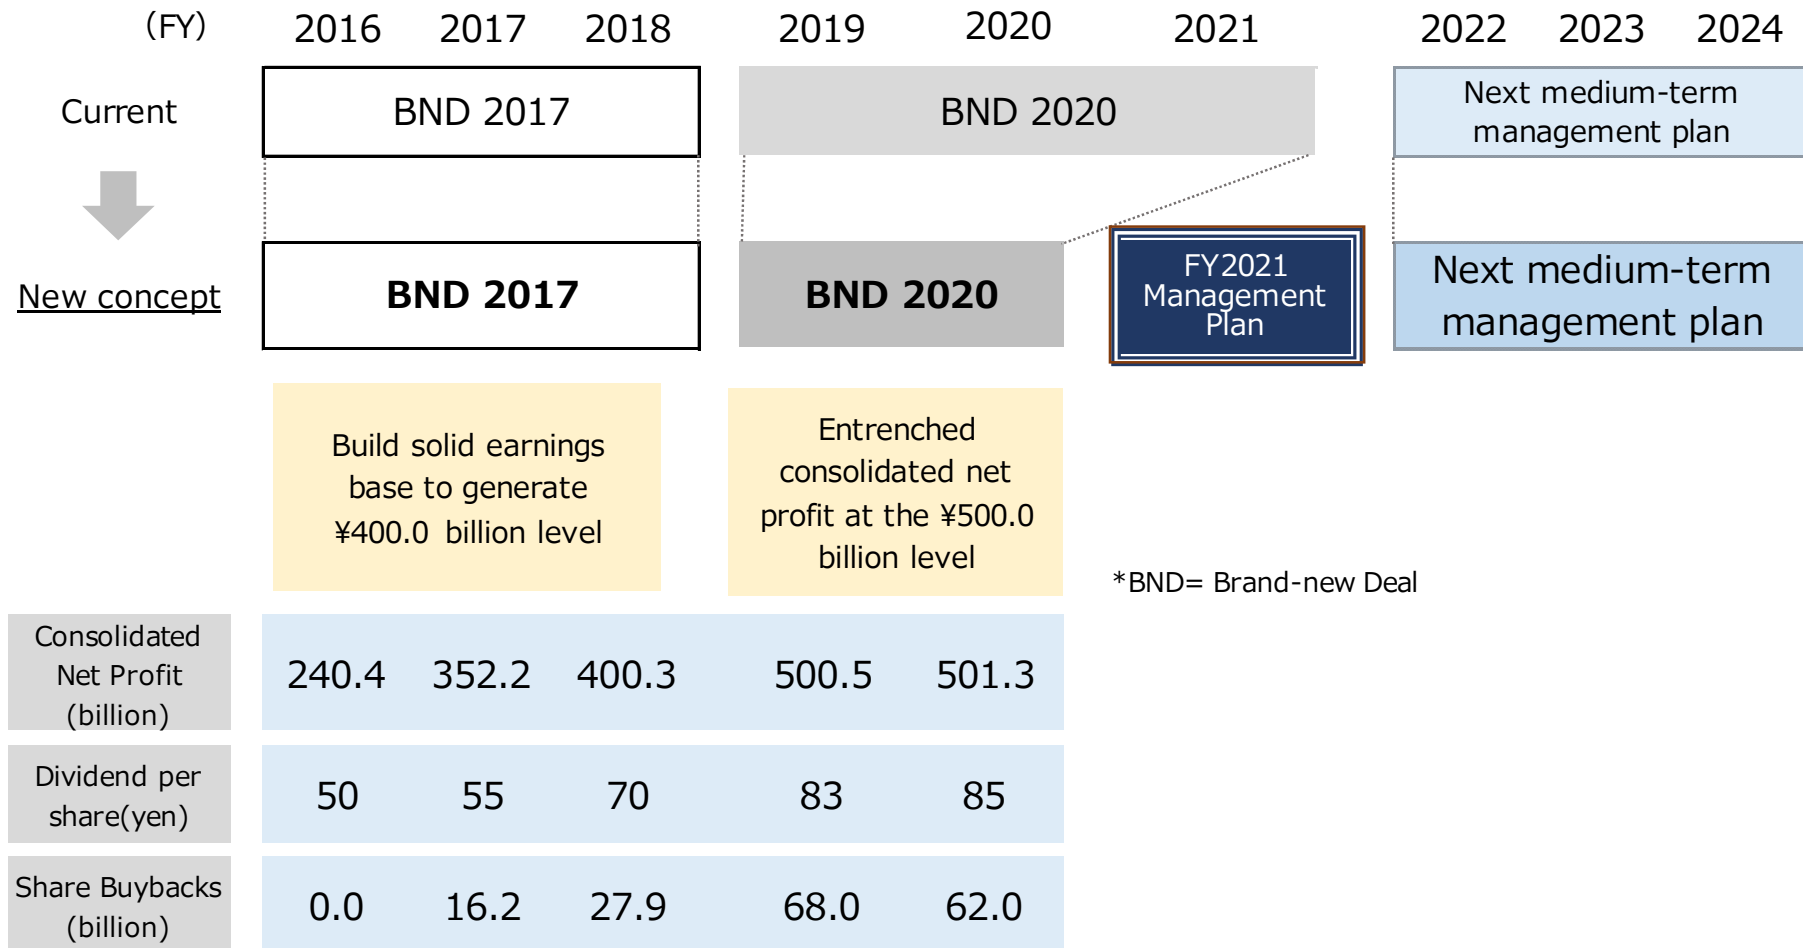 (FY) 2016 2017 2018 2019 2020 2021 2022 2023 2024
Current
BND 2017
BND 2020
Next medium-term
management plan
New concept
BND 2017
BND 2020
FY2021
Management
Plan
Next medium-term
management plan
Build solid earnings
base to generate
¥400.0 billion level
Entrenched
consolidated net
profit at the ¥500.0
billion level
*BND= Brand-new Deal
Consolidated
Net Profit
(billion)
240.4 352.2 400.3 500.5 501.3
Dividend per
share(yen)
50 55 70 83 85
Share Buybacks
(billion)
0.0 16.2 27.9 68.0 62.0